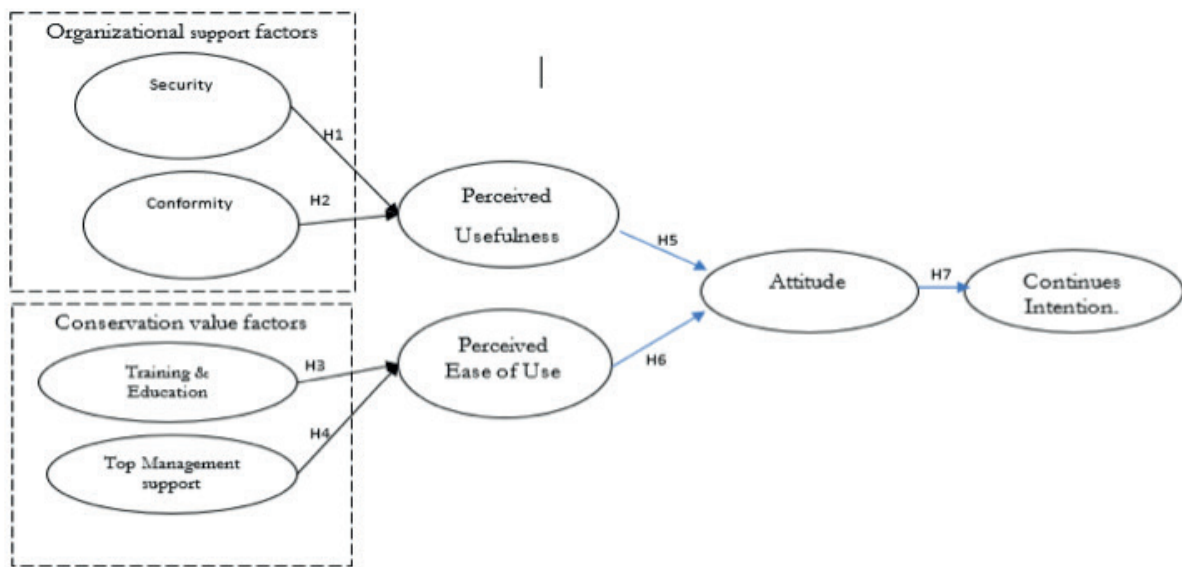 Organizational support factors
Security
H1
Conformity
H2
Perceived
Usefulness
H5
Attitude
H7
Continues
Intention.
Conservation value factors
Training &
Education
H3
Perceived
Ease of Use
H6
H4
Top Management
support